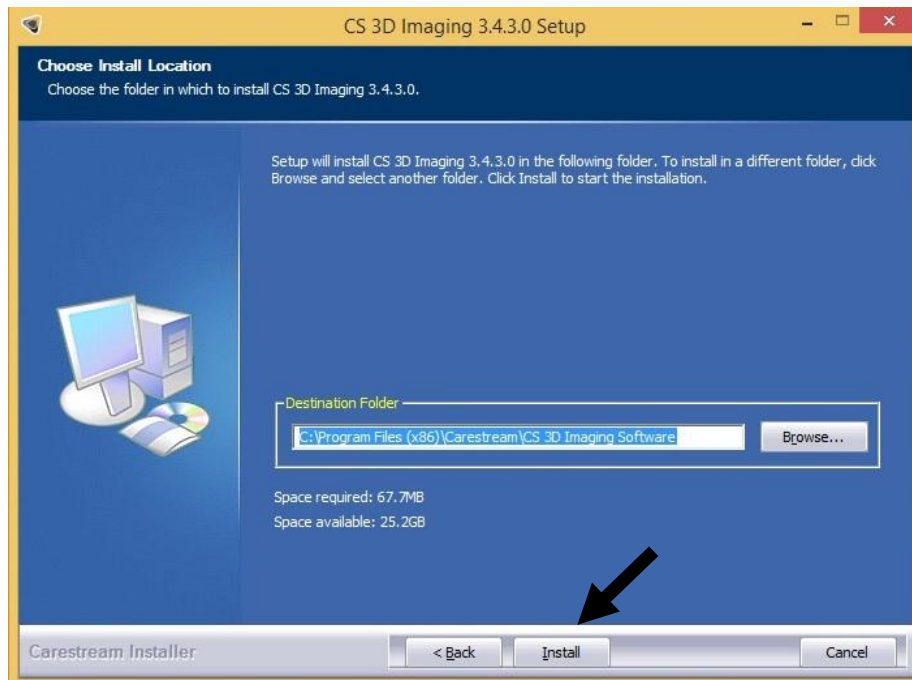 CS 3D Imaging 3.4.3.0 Setup
Choose Install Location
Choose the folder in which to install CS 3D Imaging 3.4.3.0.
Setup will install CS 3D Imaging 3.4.3.0 in the following folder. To install in a different folder, click
Browse and select another folder. Click Install to start the installation.
Destination Folder
C:\Program Files (x86)\Carestream\CS 3D Imaging Software
Browse...
Space required: 67.7MB
Space available: 25.2GB
Carestream Installer
< Back
Install
Cancel